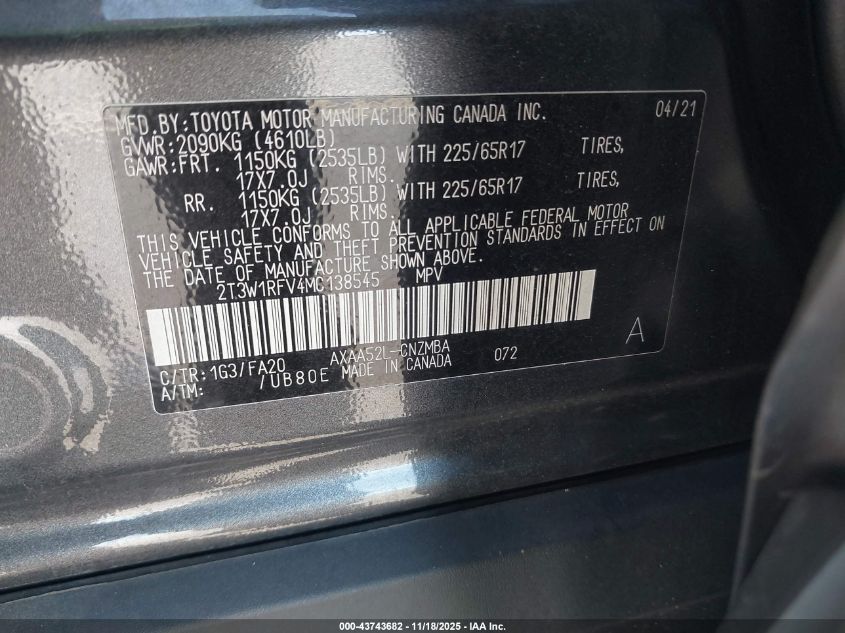 MFD. BY: TOYOTA MOTOR MANUFACTURING CANADA INC. 04/21
GVWR: 2090KG (4610LB)
GAWR: FRT. 1150KG (2535LB) WITH 225/65R17 TIRES,
17X7.0J RIMS.
RR. 1150KG (2535LB) WITH 225/65R17 TIRES,
17X7.0J RIMS.
THIS VEHICLE CONFORMS TO ALL APPLICABLE FEDERAL MOTOR
VEHICLE SAFETY AND THEFT PREVENTION STANDARDS IN EFFECT ON
THE DATE OF MANUFACTURE SHOWN ABOVE.
2T3W1RFV4MC138545 MPV
A
C/TR: 1G3/FA20 AXAA52L-CNZMBA 072
A/TM: /UB80E MADE IN CANADA
000-43743682 - 11/18/2025 - IAA Inc.